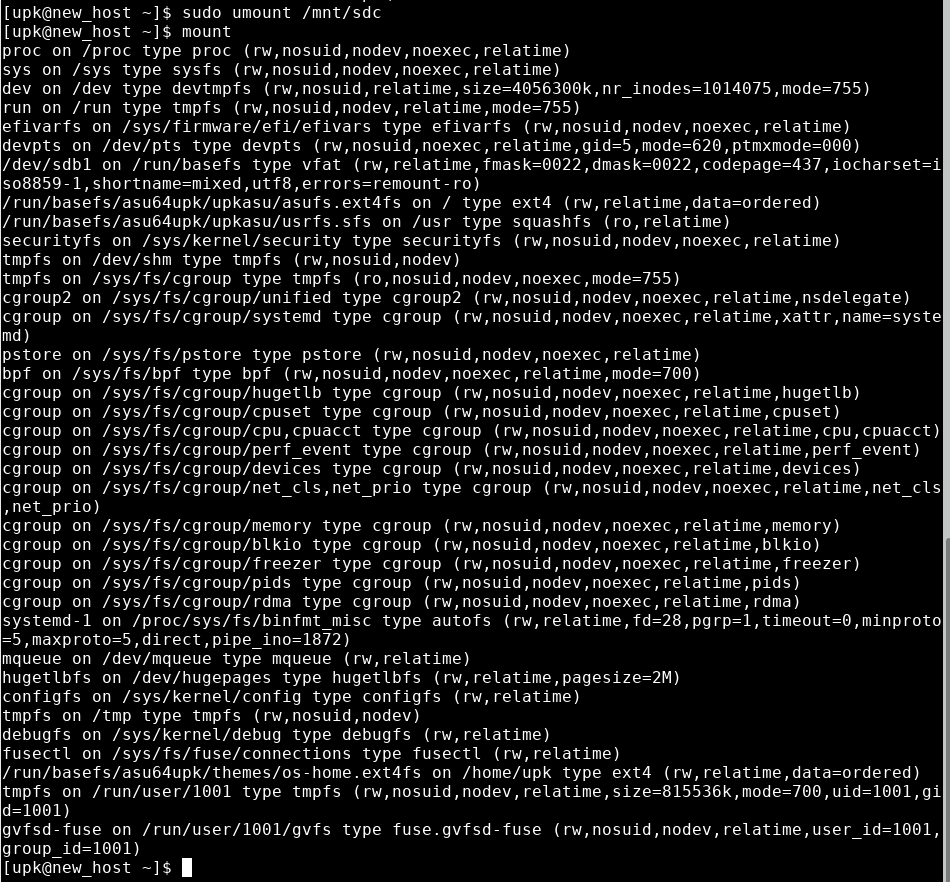 [upk@new_host ~]$ sudo umount /mnt/sdc
[upk@new_host ~]$ mount
proc on /proc type proc (rw,nosuid,nodev,noexec,relatime)
sys on /sys type sysfs (rw,nosuid,nodev,noexec,relatime)
dev on /dev type devtmpfs (rw,nosuid,relatime,size=4056300k,nr_inodes=1014075,mode=755)
run on /run type tmpfs (rw,nosuid,nodev,relatime,mode=755)
efivarfs on /sys/firmware/efi/efivars type efivarfs (rw,nosuid,nodev,noexec,relatime)
devpts on /dev/pts type devpts (rw,nosuid,noexec,relatime,gid=5,mode=620,ptmxmode=000)
/dev/sdb1 on /run/basefs type vfat (rw,relatime,fmask=0022,dmask=0022,codepage=437,iocharset=i
so8859-1,shortname=mixed,utf8,errors=remount-ro)
/run/basefs/asu64upk/upkasu/asufs.ext4fs on / type ext4 (rw,relatime,data=ordered)
/run/basefs/asu64upk/upkasu/usrfs.sfs on /usr type squashfs (ro,relatime)
securityfs on /sys/kernel/security type securityfs (rw,nosuid,nodev,noexec,relatime)
tmpfs on /dev/shm type tmpfs (rw,nosuid,nodev)
tmpfs on /sys/fs/cgroup type tmpfs (ro,nosuid,nodev,noexec,mode=755)
cgroup2 on /sys/fs/cgroup/unified type cgroup2 (rw,nosuid,nodev,noexec,relatime,nsdelegate)
cgroup on /sys/fs/cgroup/systemd type cgroup (rw,nosuid,nodev,noexec,relatime,xattr,name=syste
md)
pstore on /sys/fs/pstore type pstore (rw,nosuid,nodev,noexec,relatime)
bpf on /sys/fs/bpf type bpf (rw,nosuid,nodev,noexec,relatime,mode=700)
cgroup on /sys/fs/cgroup/hugetlb type cgroup (rw,nosuid,nodev,noexec,relatime,hugetlb)
cgroup on /sys/fs/cgroup/cpuset type cgroup (rw,nosuid,nodev,noexec,relatime,cpuset)
cgroup on /sys/fs/cgroup/cpu,cpuacct type cgroup (rw,nosuid,nodev,noexec,relatime,cpu,cpuacct)
cgroup on /sys/fs/cgroup/perf_event type cgroup (rw,nosuid,nodev,noexec,relatime,perf_event)
cgroup on /sys/fs/cgroup/devices type cgroup (rw,nosuid,nodev,noexec,relatime,devices)
cgroup on /sys/fs/cgroup/net_cls,net_prio type cgroup (rw,nosuid,nodev,noexec,relatime,net_cls
,net_prio)
cgroup on /sys/fs/cgroup/memory type cgroup (rw,nosuid,nodev,noexec,relatime,memory)
cgroup on /sys/fs/cgroup/blkio type cgroup (rw,nosuid,nodev,noexec,relatime,blkio)
cgroup on /sys/fs/cgroup/freezer type cgroup (rw,nosuid,nodev,noexec,relatime,freezer)
cgroup on /sys/fs/cgroup/pids type cgroup (rw,nosuid,nodev,noexec,relatime,pids)
cgroup on /sys/fs/cgroup/rdma type cgroup (rw,nosuid,nodev,noexec,relatime,rdma)
systemd-1 on /proc/sys/fs/binfmt_misc type autofs (rw,relatime,fd=28,pgrp=1,timeout=0,minproto
=5,maxproto=5,direct,pipe_ino=1872)
mqueue on /dev/mqueue type mqueue (rw,relatime)
hugetlbfs on /dev/hugepages type hugetlbfs (rw,relatime,pagesize=2M)
configfs on /sys/kernel/config type configfs (rw,relatime)
tmpfs on /tmp type tmpfs (rw,nosuid,nodev)
debugfs on /sys/kernel/debug type debugfs (rw,relatime)
fusectl on /sys/fs/fuse/connections type fusectl (rw,relatime)
/run/basefs/asu64upk/themes/os-home.ext4fs on /home/upk type ext4 (rw,relatime,data=ordered)
tmpfs on /run/user/1001 type tmpfs (rw,nosuid,nodev,relatime,size=815536k,mode=700,uid=1001,gi
d=1001)
gvfsd-fuse on /run/user/1001/gvfs type fuse.gvfsd-fuse (rw,nosuid,nodev,relatime,user_id=1001,
group_id=1001)
[upk@new_host ~]$